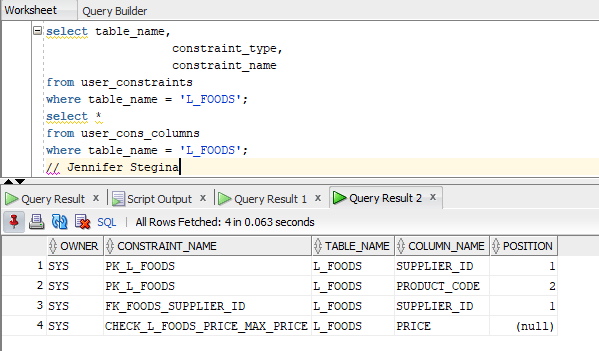 Worksheet Query Builder
select table_name,
constraint_type,
constraint_name
from user_constraints
where table_name = 'L_FOODS';
select *
from user_cons_columns
where table_name = 'L_FOODS';
// Jennifer Stegina
Query Result x Script Output x Query Result 1 x Query Result 2 x
SQL | All Rows Fetched: 4 in 0.063 seconds
OWNER CONSTRAINT_NAME TABLE_NAME COLUMN_NAME POSITION
1 SYS PK_L_FOODS L_FOODS SUPPLIER_ID 1
2 SYS PK_L_FOODS L_FOODS PRODUCT_CODE 2
3 SYS FK_FOODS_SUPPLIER_ID L_FOODS SUPPLIER_ID 1
4 SYS CHECK_L_FOODS_PRICE_MAX_PRICE L_FOODS PRICE (null)